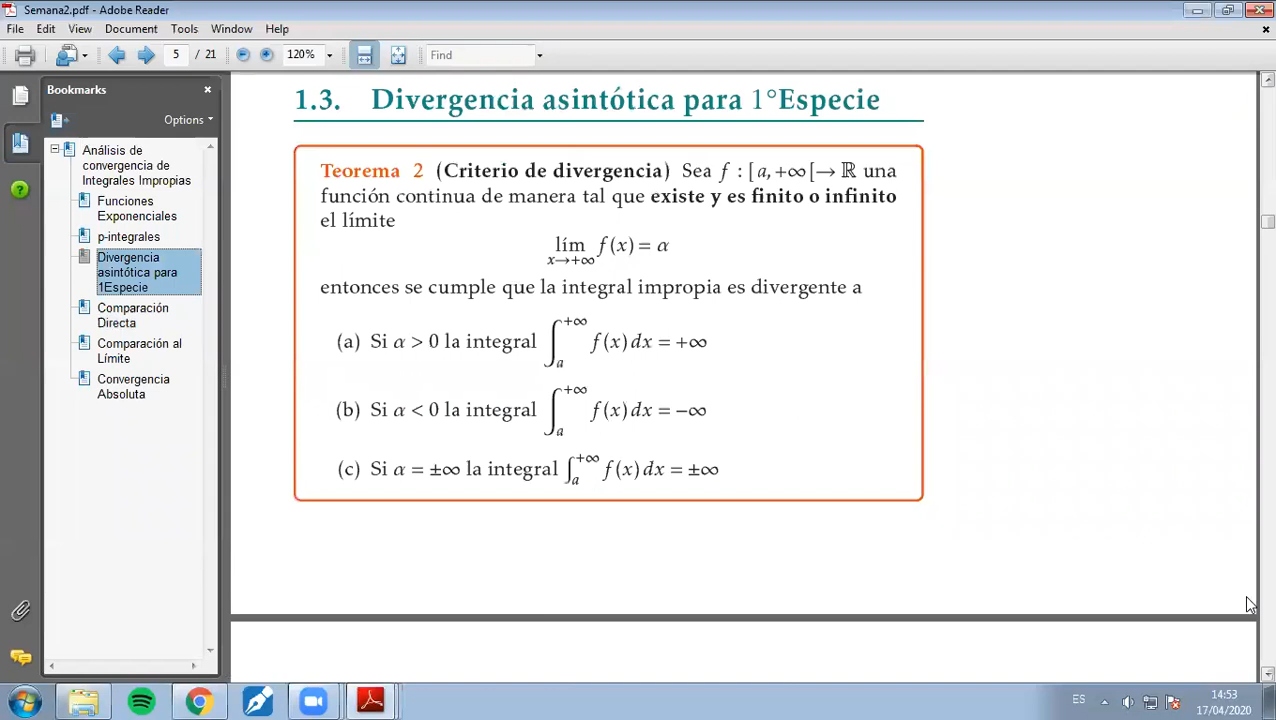 Semana2.pdf - Adobe Reader
File Edit View Document Tools Window Help
5 / 21 120% Find
Bookmarks
Options
Análisis de
convergencia de
Integrales Impropias
Funciones
Exponenciales
p-integrales
Divergencia
asintótica para
1Especie
Comparación
Directa
Comparación al
Límite
Convergencia
Absoluta
1.3. Divergencia asintótica para 1°Especie
Teorema 2 (Criterio de divergencia) Sea f : [a,+∞[→ ℝ una
función continua de manera tal que existe y es finito o infinito
el límite
lím f(x) = α
x→+∞
entonces se cumple que la integral impropia es divergente a
(a) Si α > 0 la integral ∫_a^{+∞} f(x) dx = +∞
(b) Si α < 0 la integral ∫_a^{+∞} f(x) dx = −∞
(c) Si α = ±∞ la integral ∫_a^{+∞} f(x) dx = ±∞
ES
14:53
17/04/2020